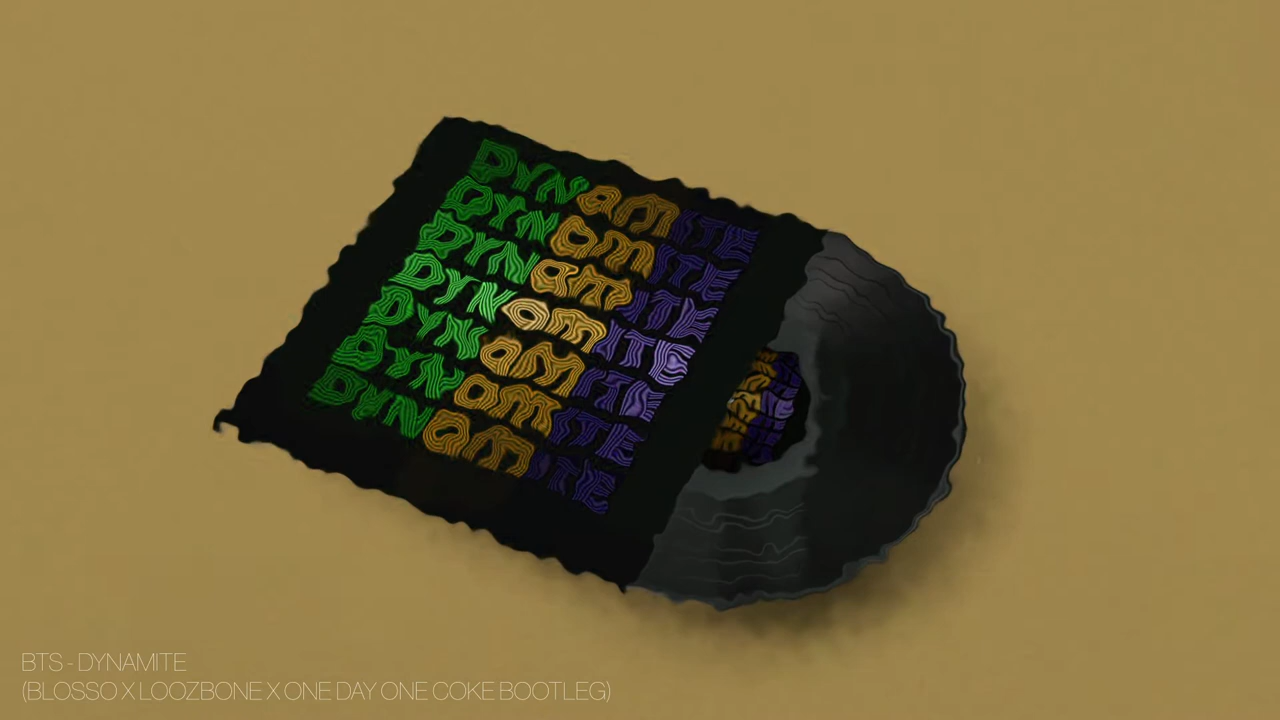 DYNAMITE
DYNAMITE
DYNAMITE
DYNAMITE
DYNAMITE
DYNAMITE
DYNAMITE
BTS - DYNAMITE
(BLOSSO X LOOZBONE X ONE DAY ONE COKE BOOTLEG)